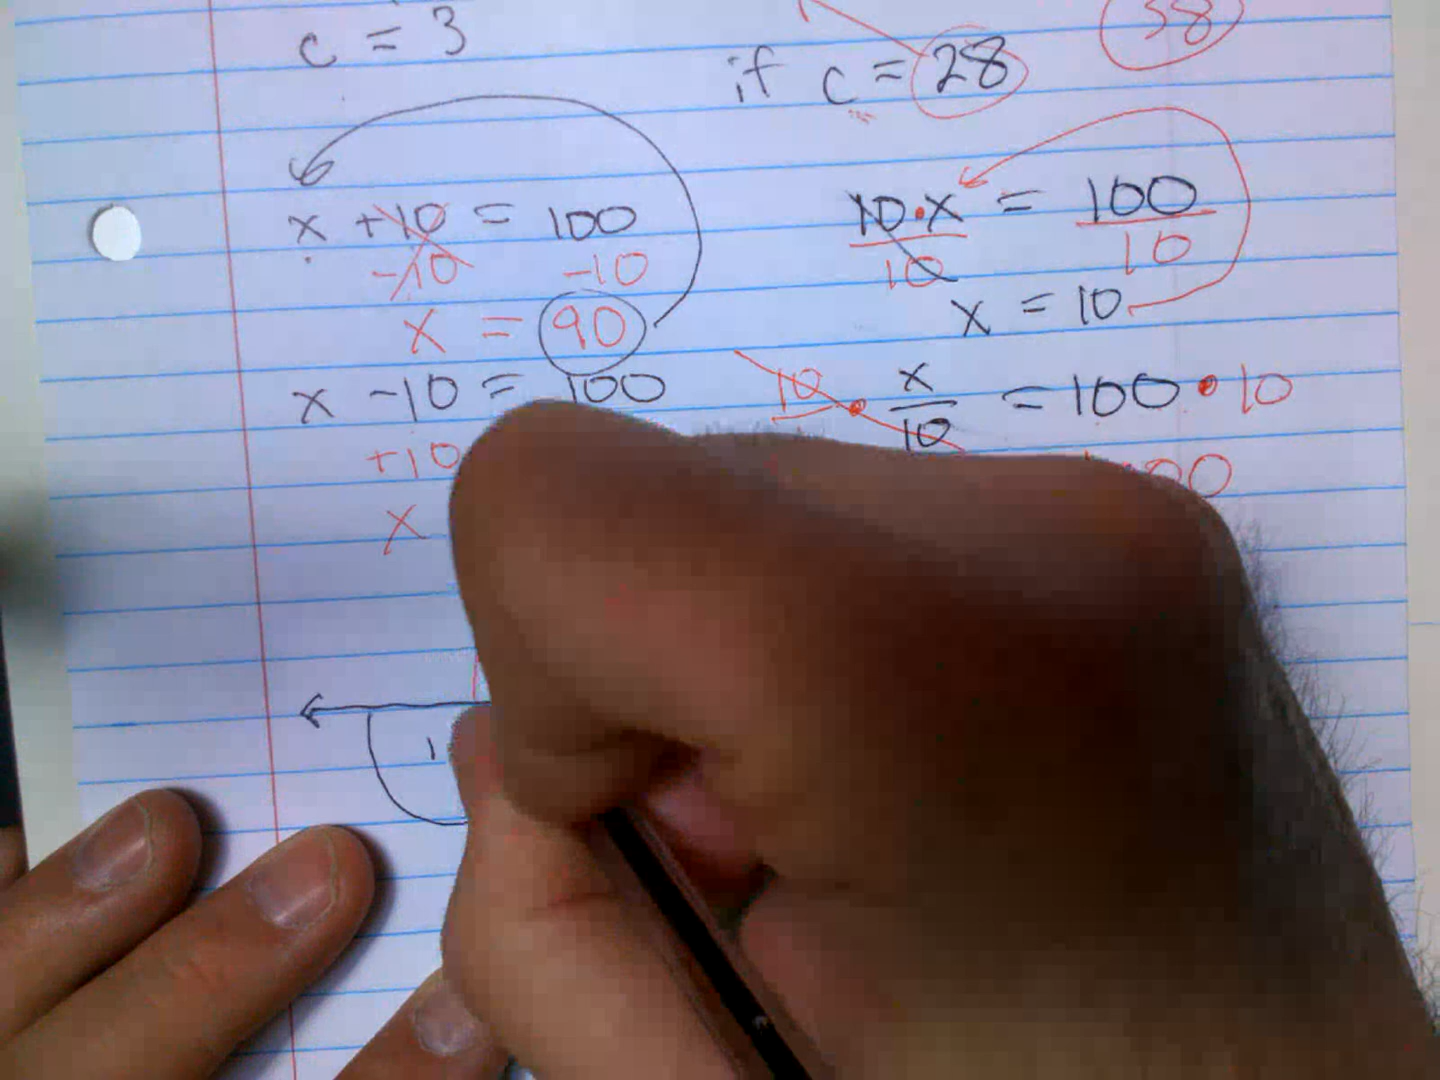 c = 3
38
if c = 28
x + 10 = 100
-10 -10
x = 90
10 · x = 100
10 10
x = 10
x - 10 = 100
+10
x
10 · x = 100 · 10
10
1